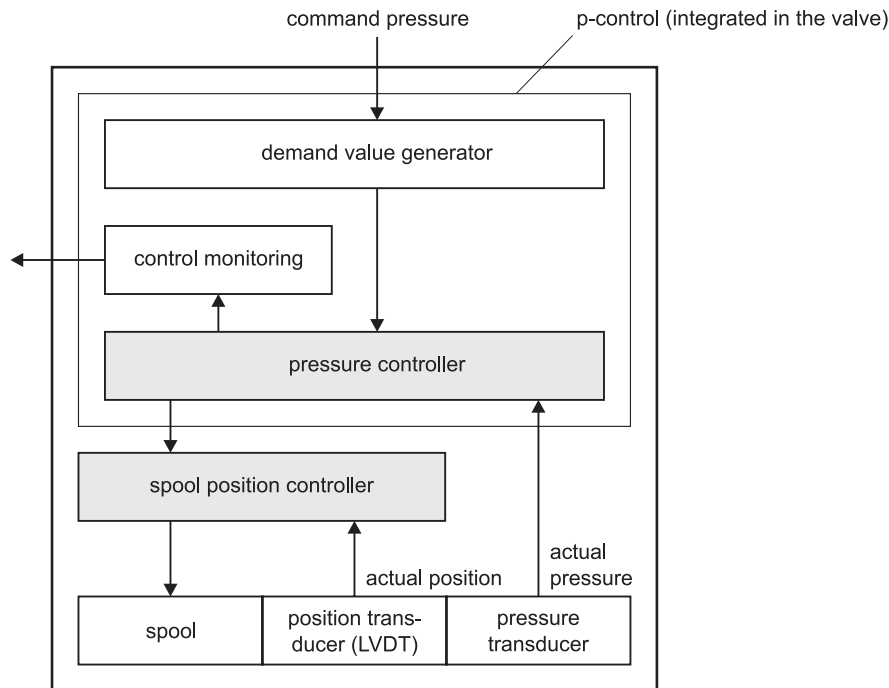 command pressure
p-control (integrated in the valve)
demand value generator
control monitoring
pressure controller
spool position controller
actual position
actual
pressure
spool
position trans-
ducer (LVDT)
pressure
transducer